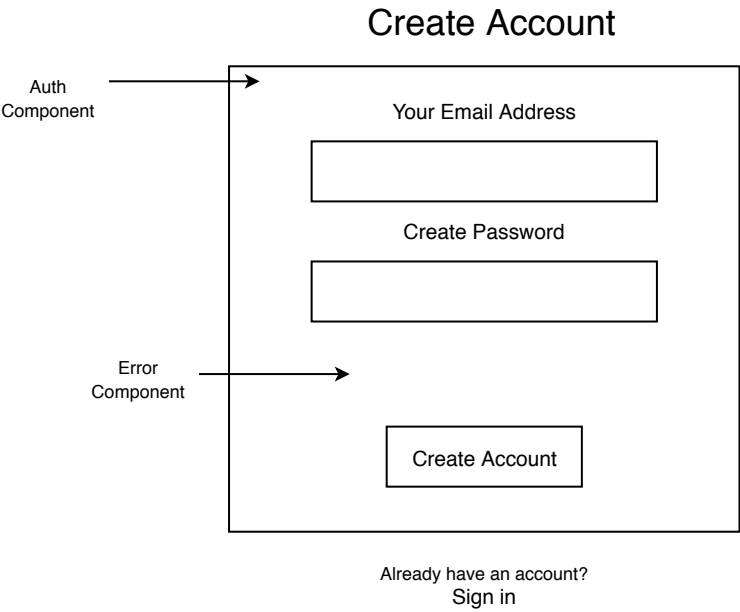 Create Account
Auth
Component
Your Email Address
Create Password
Error
Component
Create Account
Already have an account?
Sign in